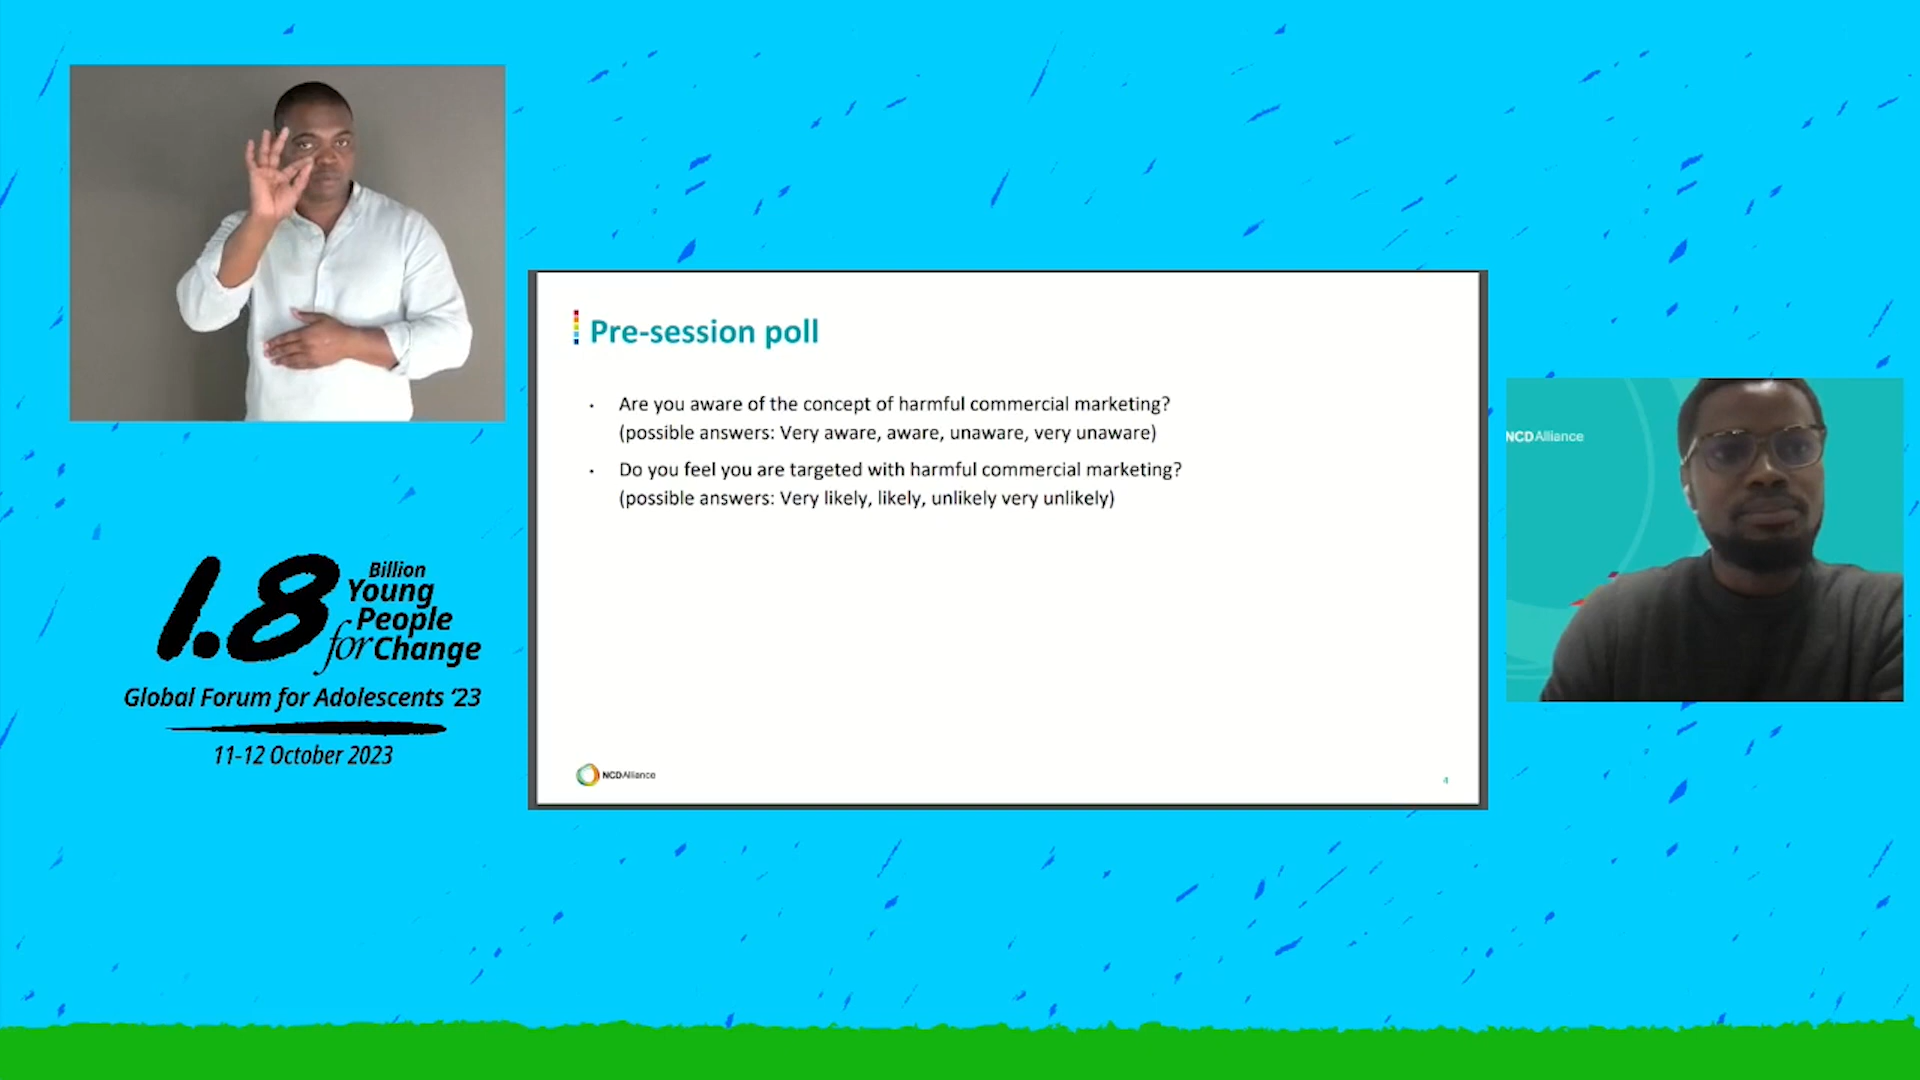 Pre-session poll
• Are you aware of the concept of harmful commercial marketing?
(possible answers: Very aware, aware, unaware, very unaware)
• Do you feel you are targeted with harmful commercial marketing?
(possible answers: Very likely, likely, unlikely very unlikely)
NCDAlliance
4
NCDAlliance
1.8 Billion
Young
People
for Change
Global Forum for Adolescents ‘23
11-12 October 2023